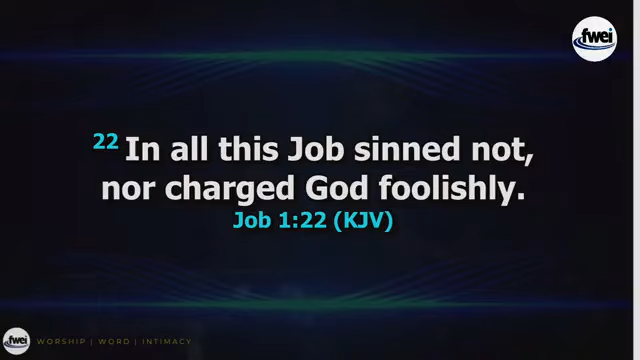 fwei
22 In all this Job sinned not,
nor charged God foolishly.
Job 1:22 (KJV)
fwei
WORSHIP | WORD | INTIMACY